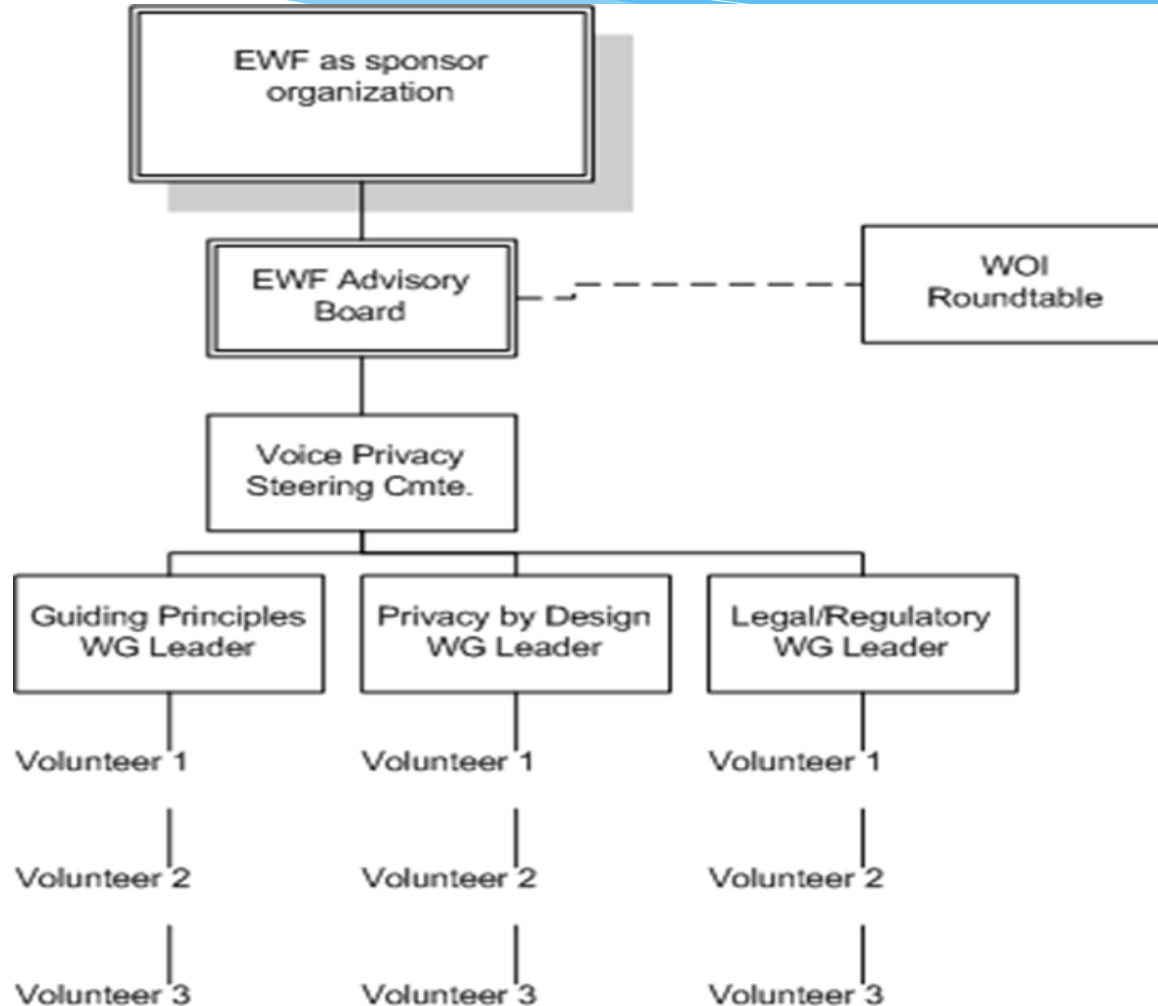 EWF as sponsor
organization
EWF Advisory
Board
WOI
Roundtable
Voice Privacy
Steering Cmte.
Guiding Principles
WG Leader
Privacy by Design
WG Leader
Legal/Regulatory
WG Leader
Volunteer 1
Volunteer 1
Volunteer 1
Volunteer 2
Volunteer 2
Volunteer 2
Volunteer 3
Volunteer 3
Volunteer 3